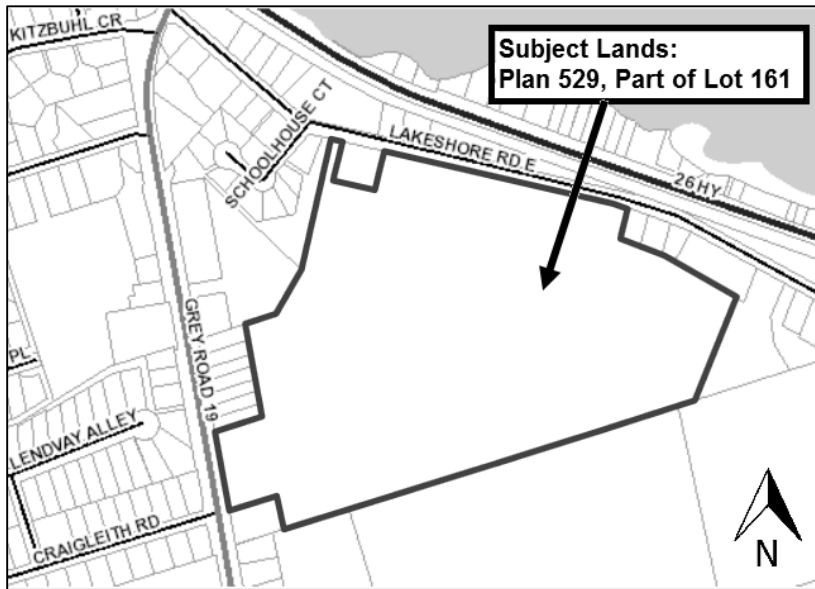 KITZBUHL CR
Subject Lands:
Plan 529, Part of Lot 161
SCHOOLHOUSE CT
LAKESHORE RD E
26 HY
GREY ROAD 19
PL
LENDVAY ALLEY
CRAIGLEITH RD
N